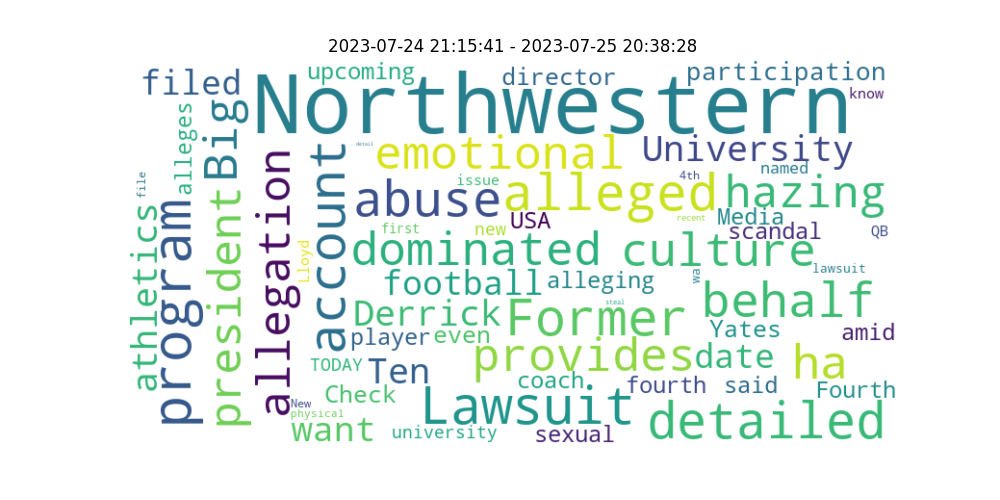 2023-07-24 21:15:41 - 2023-07-25 20:38:28
filed
upcoming
director
participation
Northwestern
know
alleges
Big
detail
emotional
University
named
file
allegation
account
issue
4th
abuse
alleged
hazing
athletics
program
president
first
new
USA
recent
Media
scandal
QB
Lloyd
dominated
culture
football
alleging
wa
lawsuit
Derrick
Former
steal
behalf
player
even
Yates
amid
TODAY
Ten
provides
date
ha
Check
coach
fourth
said
Fourth
New
physical
Lawsuit
detailed
want
university
sexual